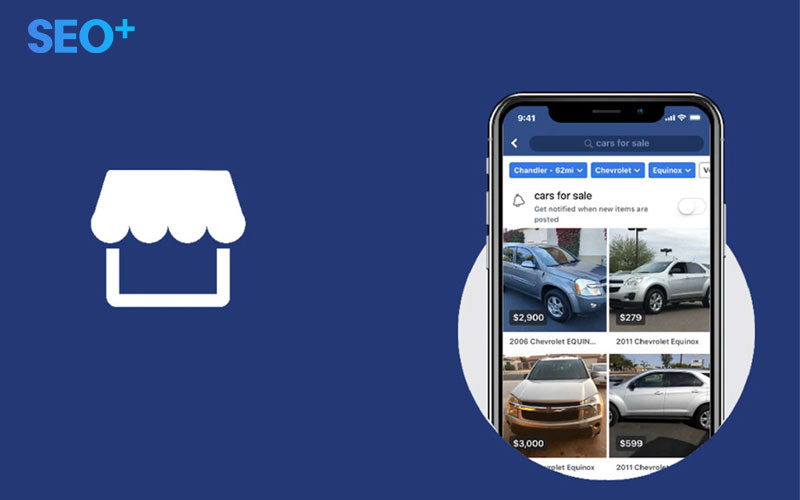 SEO+
9:41
cars for sale
Chandler - 62mi
Chevrolet
Equinox
cars for sale
Get notified when new items are
posted
$2,900
$279
2006 Chevrolet EQUIN...
2011 Chevrolet Equinox
$3,000
$599
Chevrolet Equinox
2011 Chevrolet